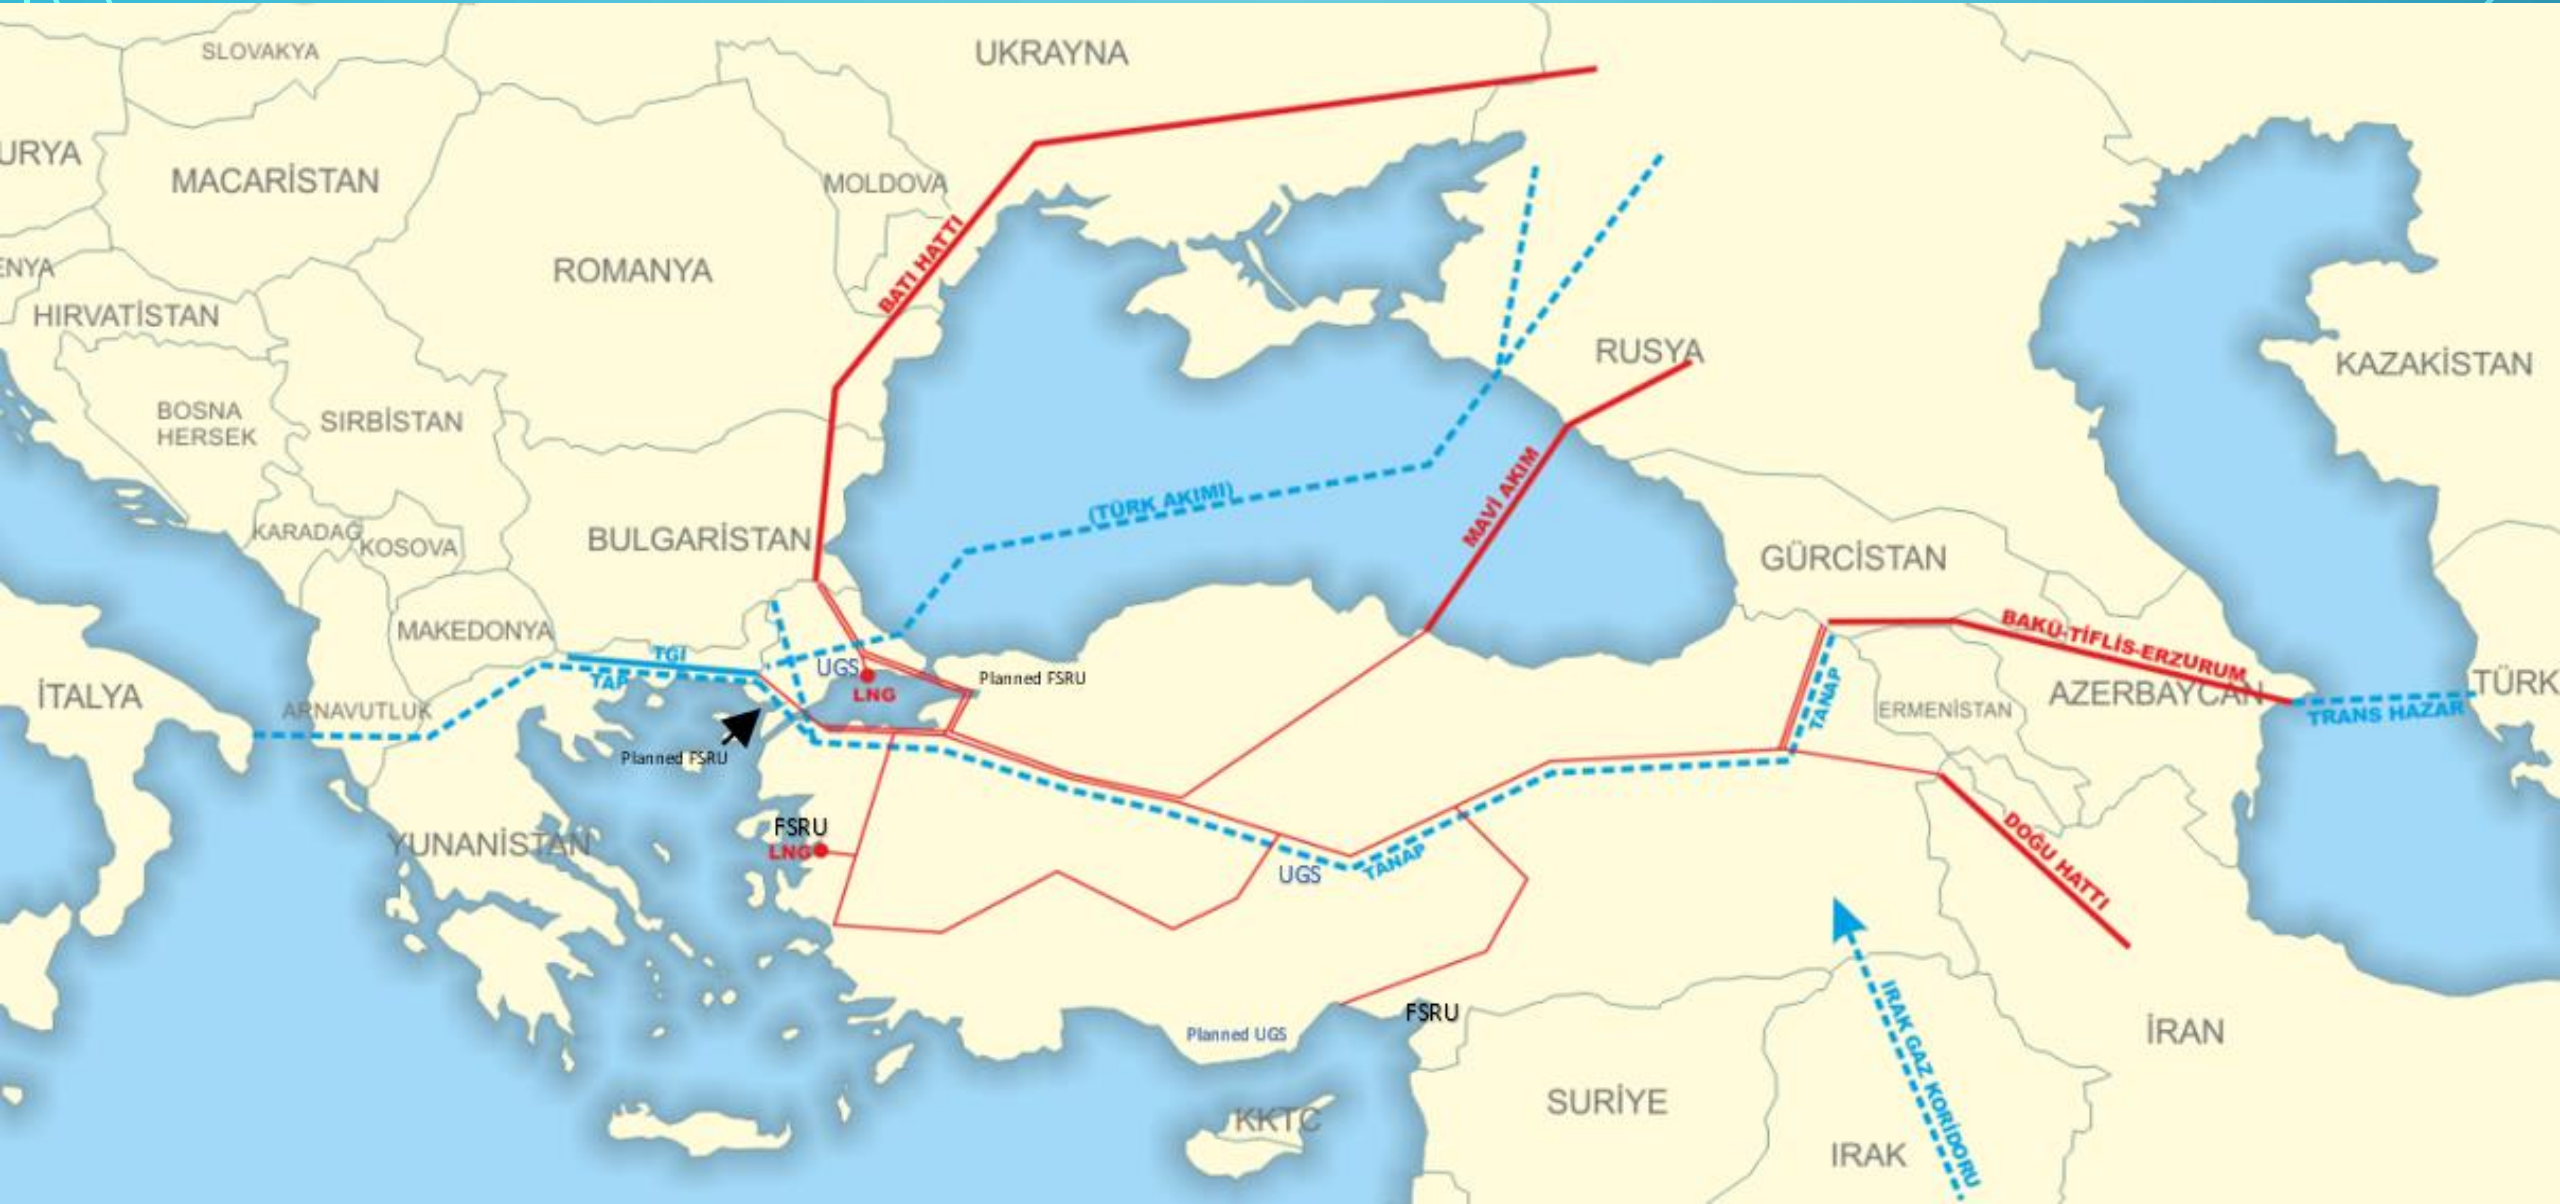 SLOVAKYA
UKRAYNA
URYA
MACARİSTAN
MOLDOVA
ENYA
ROMANYA
BATI HATTI
HIRVATİSTAN
RUSYA
KAZAKİSTAN
BOSNA
HERSEK
SIRBİSTAN
(TÜRK AKIMI)
MAVİ AKIM
KARADAĞ
KOSOVA
BULGARİSTAN
GÜRCİSTAN
MAKEDONYA
BAKÜ-TİFLİS-ERZURUM
TGI
TAP
UGS
LNG
Planned FSRU
İTALYA
ARNAVUTLUK
TANAP
ERMENİSTAN
AZERBAYCAN
TÜRK
TRANS HAZAR
Planned FSRU
YUNANİSTAN
FSRU
LNG
UGS
TANAP
DOĞU HATTI
FSRU
Planned UGS
IRAK GAZ KORİDORU
İRAN
KKTC
SURİYE
IRAK